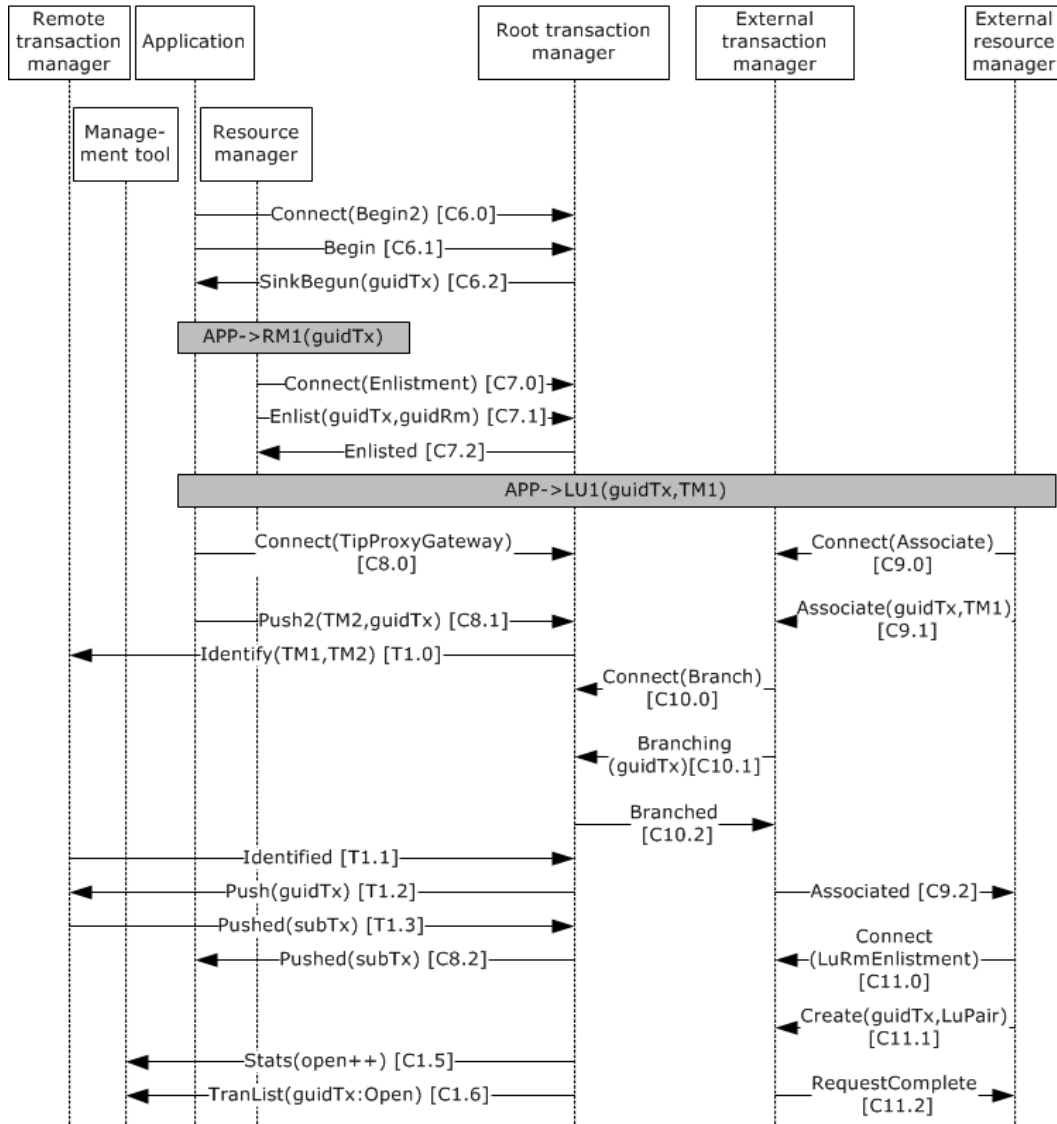 Remote
transaction
manager
Application
Root transaction
manager
External
transaction
manager
External
resource
manager
Manage-
ment tool
Resource
manager
Connect(Begin2) [C6.0]
Begin [C6.1]
SinkBegun(guidTx) [C6.2]
APP->RM1(guidTx)
Connect(Enlistment) [C7.0]
Enlist(guidTx,guidRm) [C7.1]
Enlisted [C7.2]
APP->LU1(guidTx,TM1)
Connect(TipProxyGateway)
[C8.0]
Connect(Associate)
[C9.0]
Push2(TM2,guidTx) [C8.1]
Associate(guidTx,TM1)
[C9.1]
Identify(TM1,TM2) [T1.0]
Connect(Branch)
[C10.0]
Branching
(guidTx)[C10.1]
Branched
[C10.2]
Identified [T1.1]
Push(guidTx) [T1.2]
Associated [C9.2]
Pushed(subTx) [T1.3]
Pushed(subTx) [C8.2]
Connect
(LuRmEnlistment)
[C11.0]
Create(guidTx,LuPair)
[C11.1]
Stats(open++) [C1.5]
TranList(guidTx:Open) [C1.6]
RequestComplete
[C11.2]